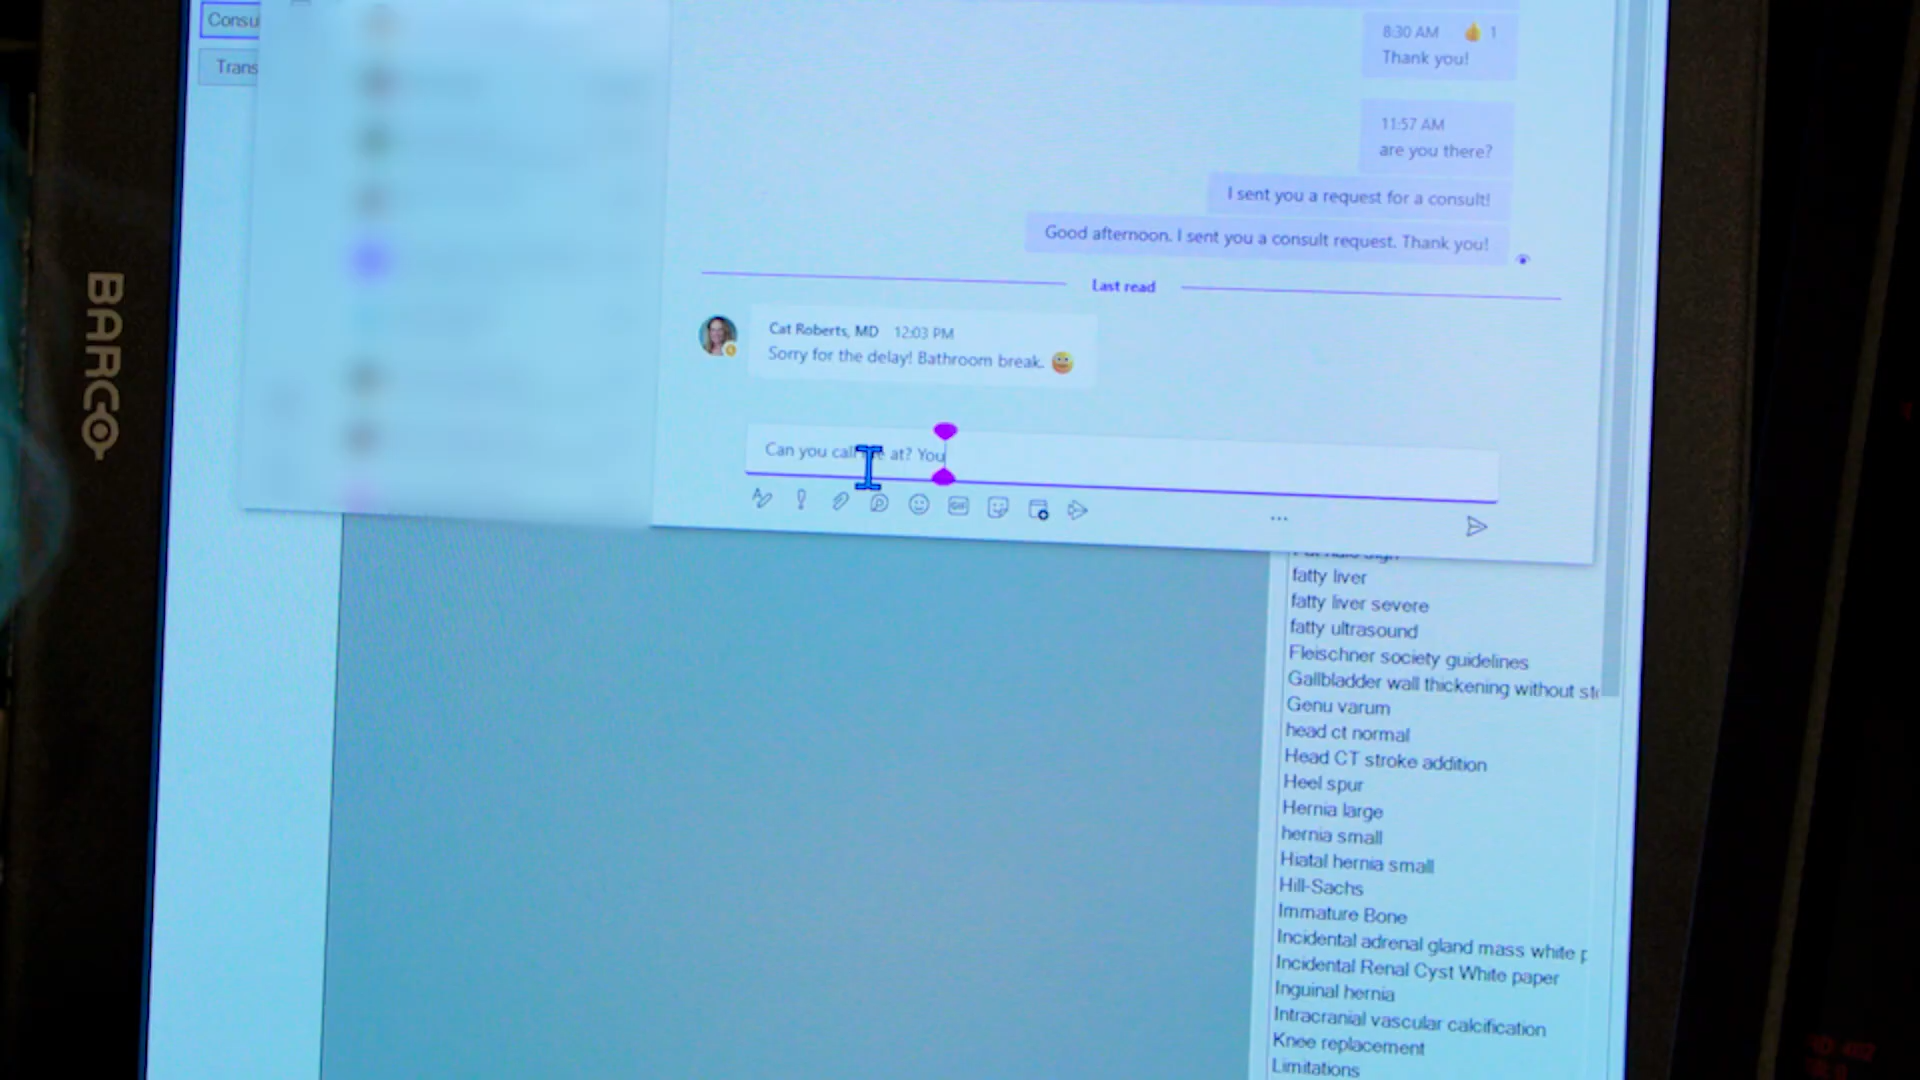 Consu
Trans
8:30 AM 👍 1
Thank you!
11:57 AM
are you there?
I sent you a request for a consult!
Good afternoon. I sent you a consult request. Thank you!
Last read
Cat Roberts, MD 12:03 PM
Sorry for the delay! Bathroom break. 😀
Can you call me at? You
GIF
BARCO
fatty liver
fatty liver severe
fatty ultrasound
Fleischner society guidelines
Gallbladder wall thickening without sto
Genu varum
head ct normal
Head CT stroke addition
Heel spur
Hernia large
hernia small
Hiatal hernia small
Hill-Sachs
Immature Bone
Incidental adrenal gland mass white p
Incidental Renal Cyst White paper
Inguinal hernia
Intracranial vascular calcification
Knee replacement
Limitations